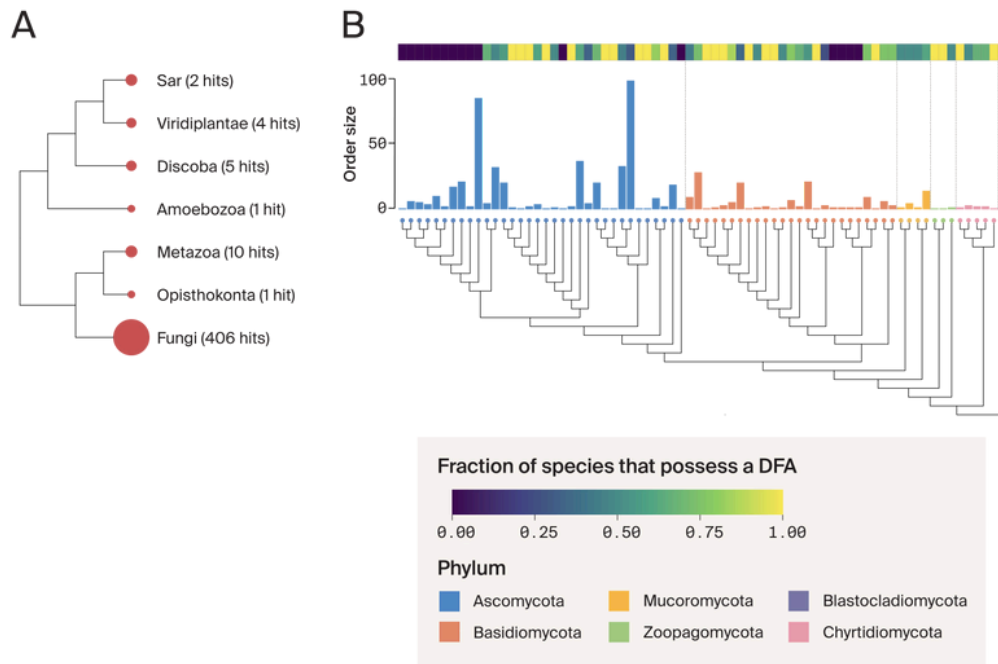 A
Sar (2 hits)
Viridiplantae (4 hits)
Discoba (5 hits)
Amoebozoa (1 hit)
Metazoa (10 hits)
Opisthokonta (1 hit)
Fungi (406 hits)
B
100
50
0
Order size
Fraction of species that possess a DFA
0.00 0.25 0.50 0.75 1.00
Phylum
Ascomycota Mucoromycota Blastocladiomycota
Basidiomycota Zoopagomycota Chyrtidiomycota